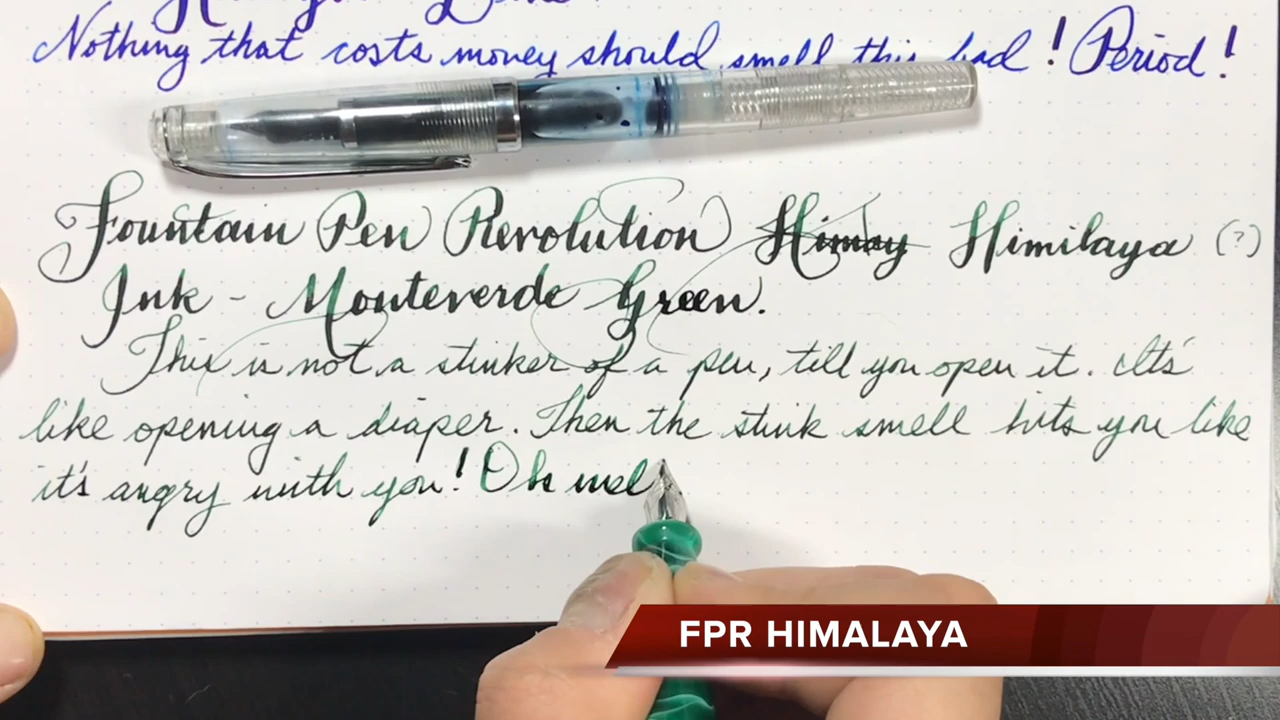 Nothing that costs money should smell this bad! Period!
Fountain Pen Revolution Himay Himilaya (?)
Ink - Monteverde Green.
This is not a stinker of a pen, till you open it. It's
like opening a diaper. Then the stink smell hits you like
it's angry with you! Oh wel
FPR HIMALAYA